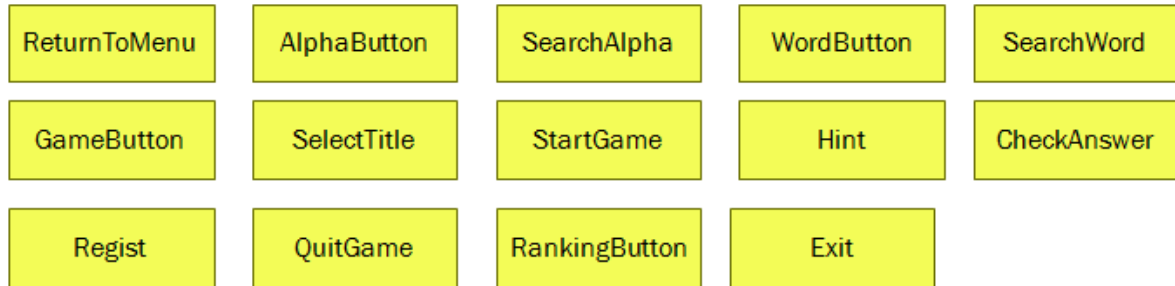 ReturnToMenu AlphaButton SearchAlpha WordButton SearchWord
GameButton SelectTitle StartGame Hint CheckAnswer
Regist QuitGame RankingButton Exit